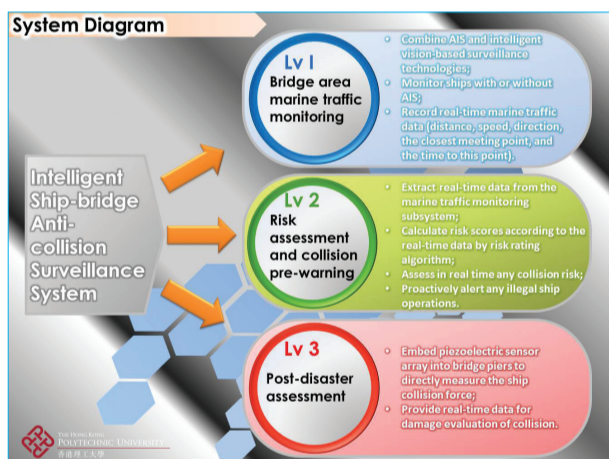 System Diagram
Lv 1
Bridge area
marine traffic
monitoring
• Combine AIS and intelligent
vision-based surveillance
technologies;
• Monitor ships with or without
AIS;
• Record real-time marine traffic
data (distance, speed, direction,
the closest meeting point, and
the time to this point).
Intelligent
Ship-bridge
Anti-
collision
Surveillance
System
Lv 2
Risk
assessment
and collision
pre-warning
• Extract real-time data from the
marine traffic monitoring
subsystem;
• Calculate risk scores according to the
real-time data by risk rating
algorithm;
• Assess in real time any collision risk;
• Proactively alert any illegal ship
operations.
Lv 3
Post-disaster
assessment
• Embed piezoelectric sensor
array into bridge piers to
directly measure the ship
collision force;
• Provide real-time data for
damage evaluation of collision.
THE HONG KONG
POLYTECHNIC UNIVERSITY
香港理工大學